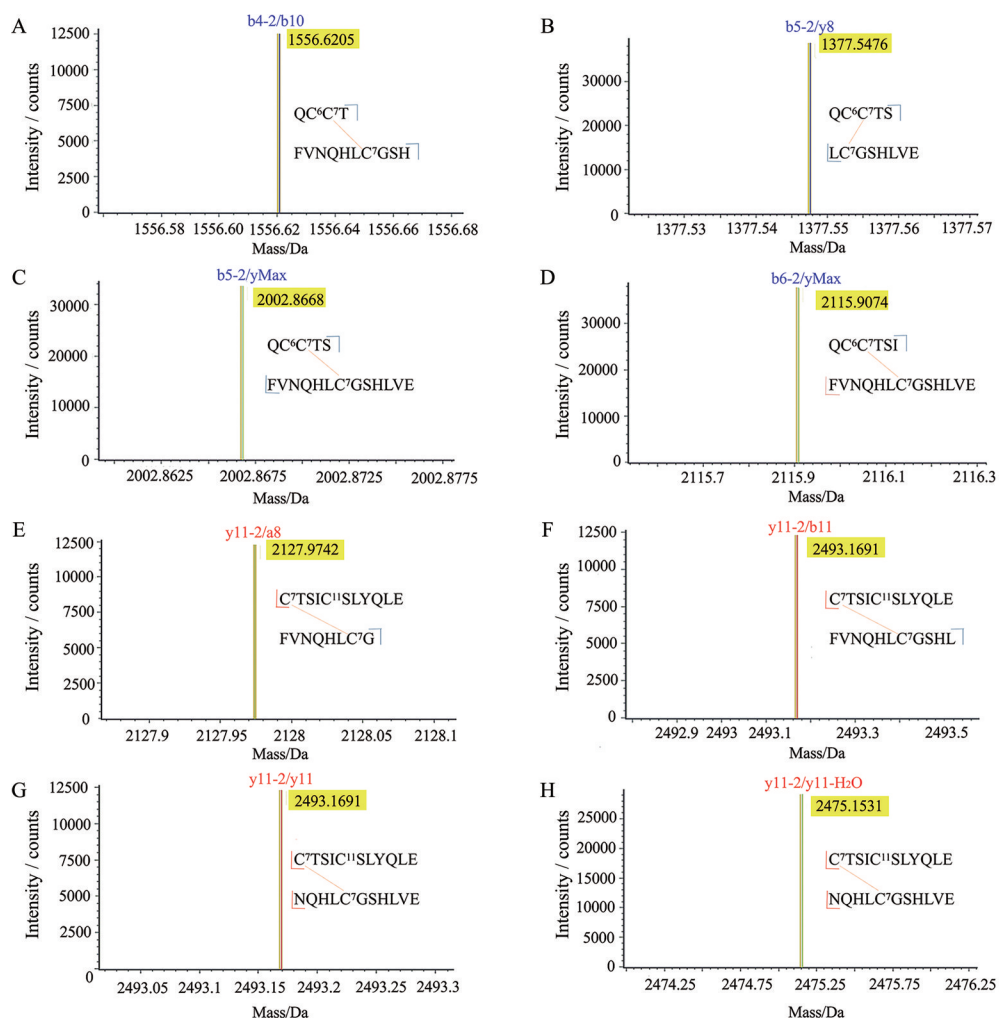 A
b4-2/b10
Intensity / counts
12500
10000
7500
5000
2500
0
1556.6205
QC⁶C⁷T
FVNQHLC⁷GSH
1556.58 1556.60 1556.62 1556.64 1556.66 1556.68
Mass/Da
B
b5-2/y8
Intensity / counts
30000
20000
10000
0
1377.5476
QC⁶C⁷TS
LC⁷GSHLVE
1377.53 1377.54 1377.55 1377.56 1377.57
Mass/Da
C
b5-2/yMax
Intensity / counts
30000
20000
10000
0
2002.8668
QC⁶C⁷TS
FVNQHLC⁷GSHLVE
2002.8625 2002.8675 2002.8725 2002.8775
Mass/Da
D
b6-2/yMax
Intensity / counts
30000
20000
10000
0
2115.9074
QC⁶C⁷TSI
FVNQHLC⁷GSHLVE
2115.7 2115.9 2116.1 2116.3
Mass/Da
E
y11-2/a8
Intensity / counts
12500
10000
7500
5000
2500
0
2127.9742
C⁷TSIC¹¹SLYQLE
FVNQHLC⁷G
2127.9 2127.95 2128 2128.05 2128.1
Mass/Da
F
y11-2/b11
Intensity / counts
12500
10000
7500
5000
2500
0
2493.1691
C⁷TSIC¹¹SLYQLE
FVNQHLC⁷GSHL
2492.9 2493 2493.1 2493.3 2493.5
Mass/Da
G
y11-2/y11
Intensity / counts
12500
10000
7500
5000
2500
0
2493.1691
C⁷TSIC¹¹SLYQLE
NQHLC⁷GSHLVE
2493.05 2493.1 2493.15 2493.2 2493.25 2493.3
Mass/Da
H
y11-2/y11-H₂O
Intensity / counts
25000
20000
15000
10000
5000
0
2475.1531
C⁷TSIC¹¹SLYQLE
NQHLC⁷GSHLVE
2474.25 2474.75 2475.25 2475.75 2476.25
Mass/Da